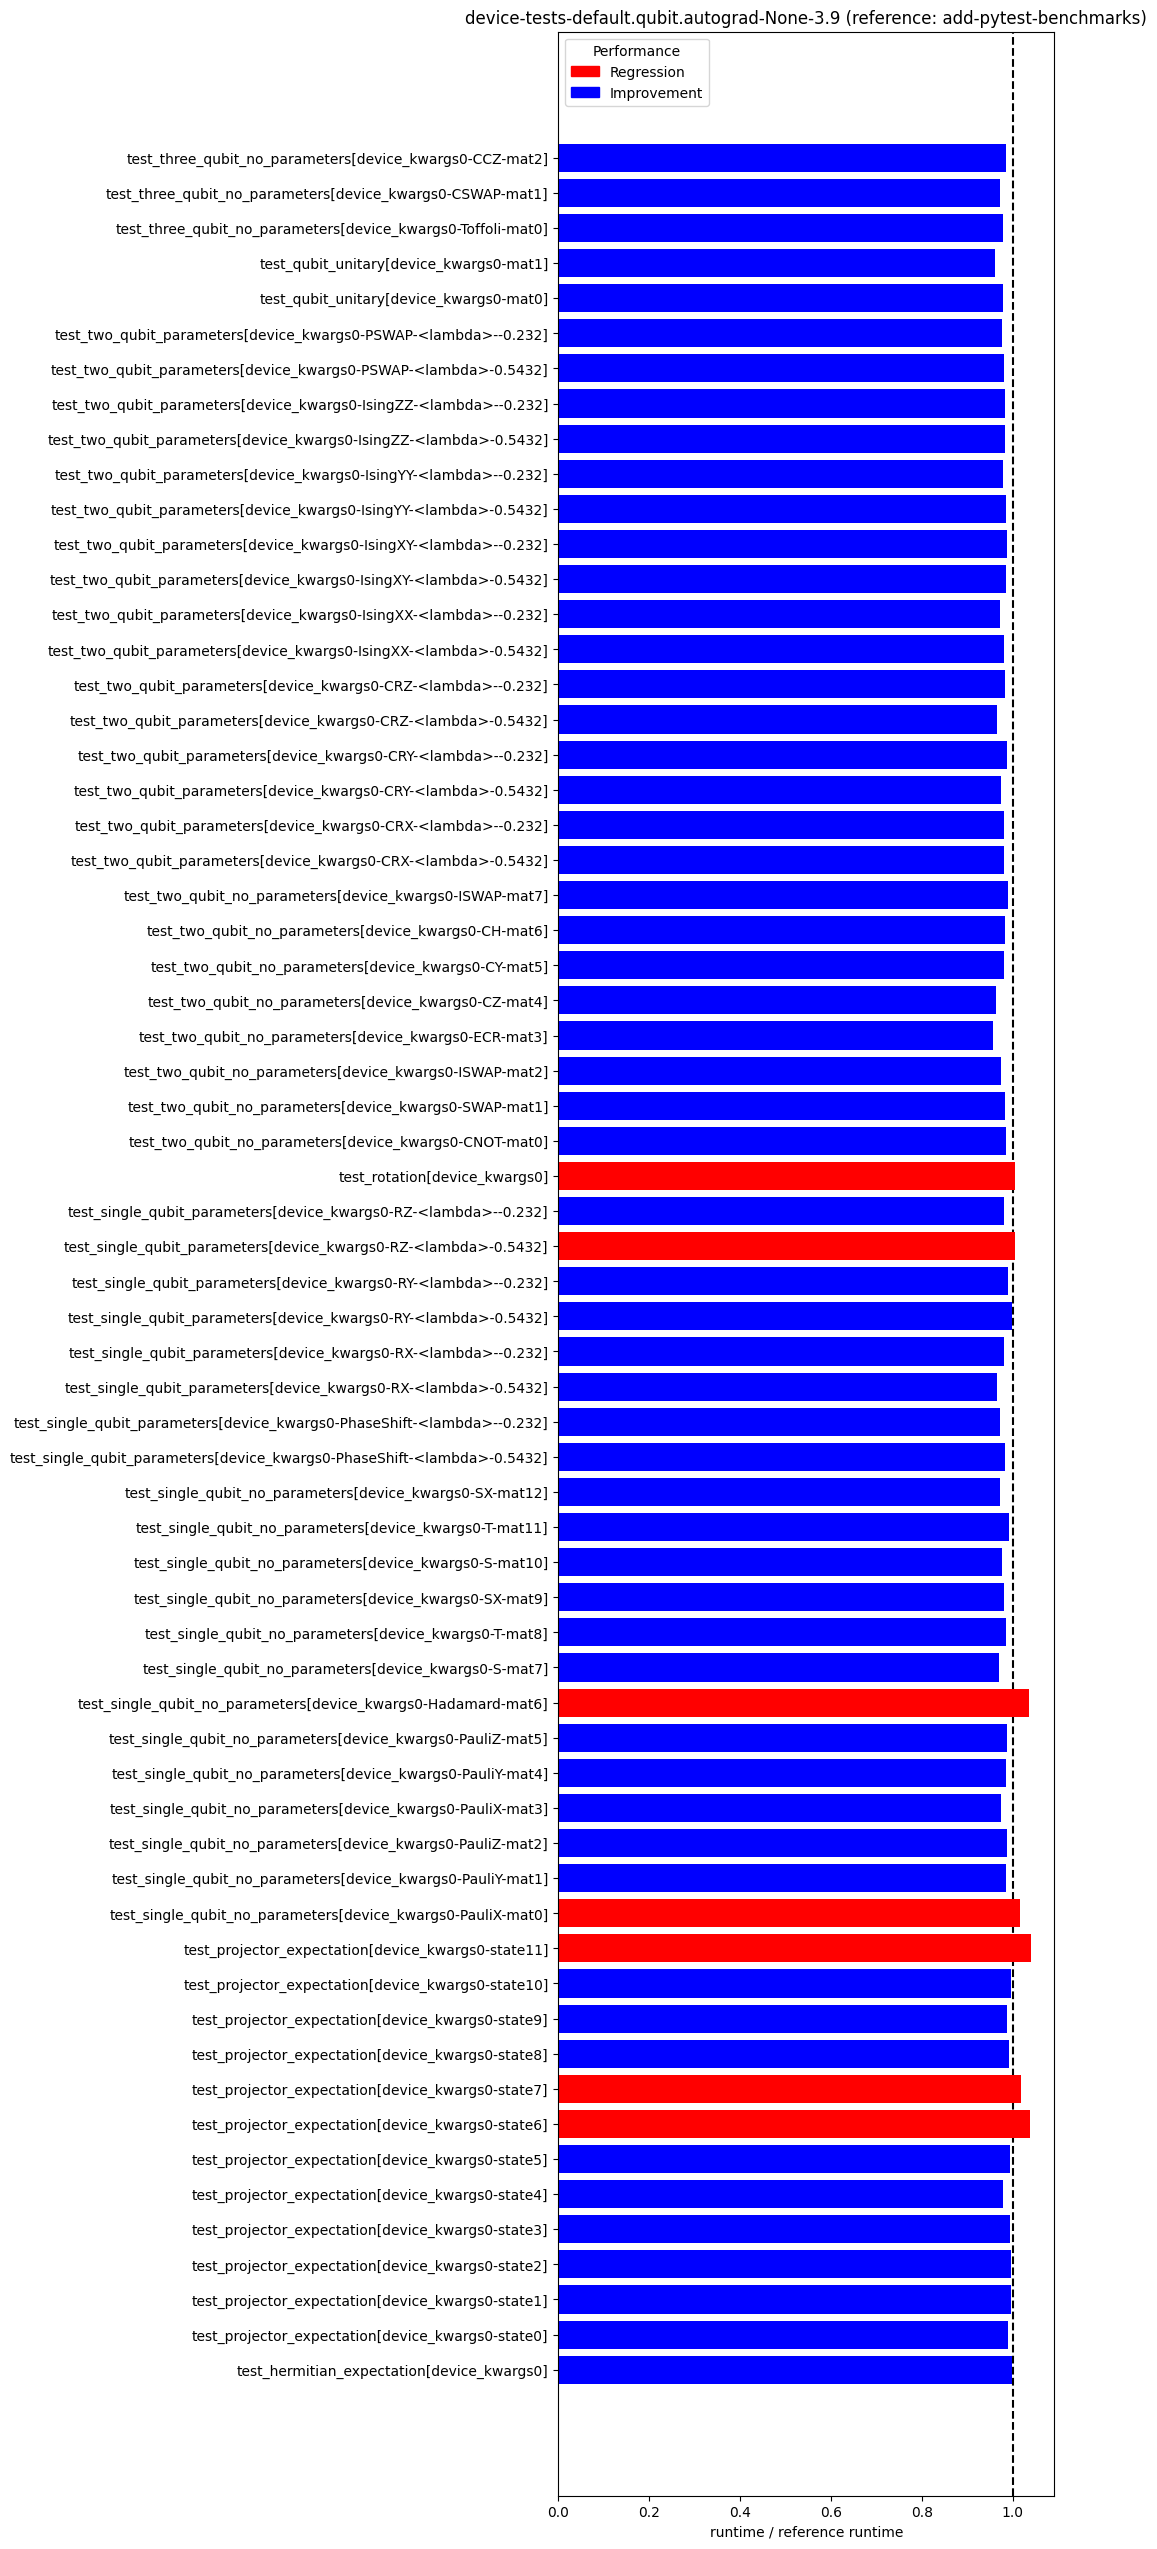 device-tests-default.qubit.autograd-None-3.9 (reference: add-pytest-benchmarks)
Performance
Regression
Improvement
test_three_qubit_no_parameters[device_kwargs0-CCZ-mat2]
test_three_qubit_no_parameters[device_kwargs0-CSWAP-mat1]
test_three_qubit_no_parameters[device_kwargs0-Toffoli-mat0]
test_qubit_unitary[device_kwargs0-mat1]
test_qubit_unitary[device_kwargs0-mat0]
test_two_qubit_parameters[device_kwargs0-PSWAP-<lambda>--0.232]
test_two_qubit_parameters[device_kwargs0-PSWAP-<lambda>-0.5432]
test_two_qubit_parameters[device_kwargs0-IsingZZ-<lambda>--0.232]
test_two_qubit_parameters[device_kwargs0-IsingZZ-<lambda>-0.5432]
test_two_qubit_parameters[device_kwargs0-IsingYY-<lambda>--0.232]
test_two_qubit_parameters[device_kwargs0-IsingYY-<lambda>-0.5432]
test_two_qubit_parameters[device_kwargs0-IsingXY-<lambda>--0.232]
test_two_qubit_parameters[device_kwargs0-IsingXY-<lambda>-0.5432]
test_two_qubit_parameters[device_kwargs0-IsingXX-<lambda>--0.232]
test_two_qubit_parameters[device_kwargs0-IsingXX-<lambda>-0.5432]
test_two_qubit_parameters[device_kwargs0-CRZ-<lambda>--0.232]
test_two_qubit_parameters[device_kwargs0-CRZ-<lambda>-0.5432]
test_two_qubit_parameters[device_kwargs0-CRY-<lambda>--0.232]
test_two_qubit_parameters[device_kwargs0-CRY-<lambda>-0.5432]
test_two_qubit_parameters[device_kwargs0-CRX-<lambda>--0.232]
test_two_qubit_parameters[device_kwargs0-CRX-<lambda>-0.5432]
test_two_qubit_no_parameters[device_kwargs0-ISWAP-mat7]
test_two_qubit_no_parameters[device_kwargs0-CH-mat6]
test_two_qubit_no_parameters[device_kwargs0-CY-mat5]
test_two_qubit_no_parameters[device_kwargs0-CZ-mat4]
test_two_qubit_no_parameters[device_kwargs0-ECR-mat3]
test_two_qubit_no_parameters[device_kwargs0-ISWAP-mat2]
test_two_qubit_no_parameters[device_kwargs0-SWAP-mat1]
test_two_qubit_no_parameters[device_kwargs0-CNOT-mat0]
test_rotation[device_kwargs0]
test_single_qubit_parameters[device_kwargs0-RZ-<lambda>--0.232]
test_single_qubit_parameters[device_kwargs0-RZ-<lambda>-0.5432]
test_single_qubit_parameters[device_kwargs0-RY-<lambda>--0.232]
test_single_qubit_parameters[device_kwargs0-RY-<lambda>-0.5432]
test_single_qubit_parameters[device_kwargs0-RX-<lambda>--0.232]
test_single_qubit_parameters[device_kwargs0-RX-<lambda>-0.5432]
test_single_qubit_parameters[device_kwargs0-PhaseShift-<lambda>--0.232]
test_single_qubit_parameters[device_kwargs0-PhaseShift-<lambda>-0.5432]
test_single_qubit_no_parameters[device_kwargs0-SX-mat12]
test_single_qubit_no_parameters[device_kwargs0-T-mat11]
test_single_qubit_no_parameters[device_kwargs0-S-mat10]
test_single_qubit_no_parameters[device_kwargs0-SX-mat9]
test_single_qubit_no_parameters[device_kwargs0-T-mat8]
test_single_qubit_no_parameters[device_kwargs0-S-mat7]
test_single_qubit_no_parameters[device_kwargs0-Hadamard-mat6]
test_single_qubit_no_parameters[device_kwargs0-PauliZ-mat5]
test_single_qubit_no_parameters[device_kwargs0-PauliY-mat4]
test_single_qubit_no_parameters[device_kwargs0-PauliX-mat3]
test_single_qubit_no_parameters[device_kwargs0-PauliZ-mat2]
test_single_qubit_no_parameters[device_kwargs0-PauliY-mat1]
test_single_qubit_no_parameters[device_kwargs0-PauliX-mat0]
test_projector_expectation[device_kwargs0-state11]
test_projector_expectation[device_kwargs0-state10]
test_projector_expectation[device_kwargs0-state9]
test_projector_expectation[device_kwargs0-state8]
test_projector_expectation[device_kwargs0-state7]
test_projector_expectation[device_kwargs0-state6]
test_projector_expectation[device_kwargs0-state5]
test_projector_expectation[device_kwargs0-state4]
test_projector_expectation[device_kwargs0-state3]
test_projector_expectation[device_kwargs0-state2]
test_projector_expectation[device_kwargs0-state1]
test_projector_expectation[device_kwargs0-state0]
test_hermitian_expectation[device_kwargs0]
0.0 0.2 0.4 0.6 0.8 1.0
runtime / reference runtime